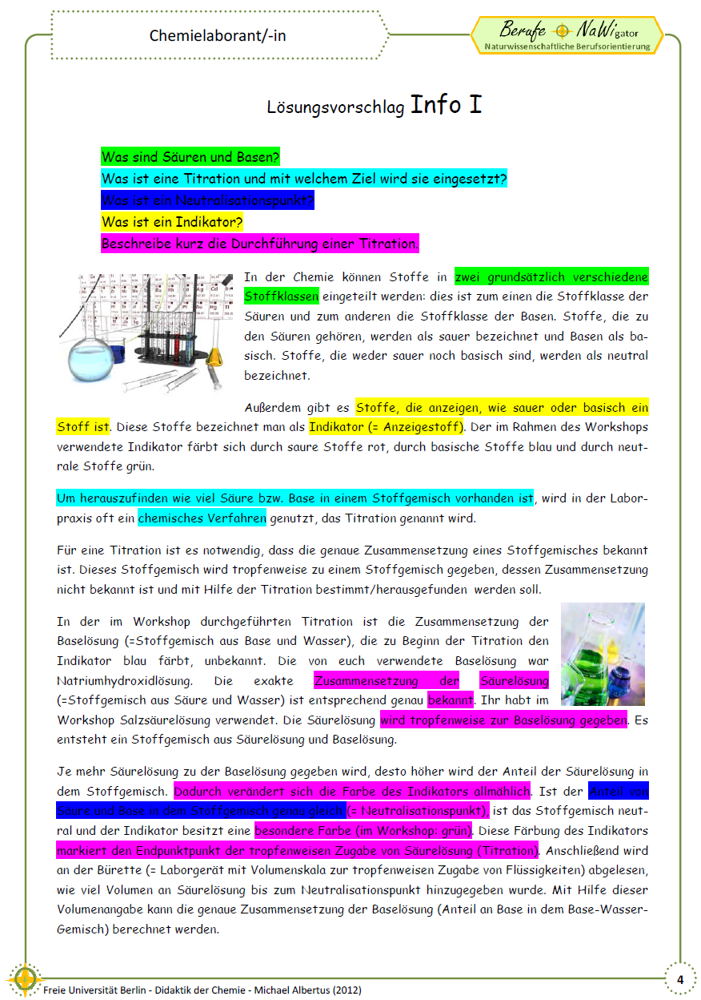 Chemielaborant/-in
Berufe NaWigator
Naturwissenschaftliche Berufsorientierung
Lösungsvorschlag Info I
Was sind Säuren und Basen?
Was ist eine Titration und mit welchem Ziel wird sie eingesetzt?
Was ist ein Neutralisationspunkt?
Was ist ein Indikator?
Beschreibe kurz die Durchführung einer Titration.
In der Chemie können Stoffe in zwei grundsätzlich verschiedene
Stoffklassen eingeteilt werden: dies ist zum einen die Stoffklasse der
Säuren und zum anderen die Stoffklasse der Basen. Stoffe, die zu
den Säuren gehören, werden als sauer bezeichnet und Basen als ba-
sisch. Stoffe, die weder sauer noch basisch sind, werden als neutral
bezeichnet.
Außerdem gibt es Stoffe, die anzeigen, wie sauer oder basisch ein
Stoff ist. Diese Stoffe bezeichnet man als Indikator (= Anzeigestoff). Der im Rahmen des Workshops
verwendete Indikator färbt sich durch saure Stoffe rot, durch basische Stoffe blau und durch neut-
rale Stoffe grün.
Um herauszufinden wie viel Säure bzw. Base in einem Stoffgemisch vorhanden ist, wird in der Labor-
praxis oft ein chemisches Verfahren genutzt, das Titration genannt wird.
Für eine Titration ist es notwendig, dass die genaue Zusammensetzung eines Stoffgemisches bekannt
ist. Dieses Stoffgemisch wird tropfenweise zu einem Stoffgemisch gegeben, dessen Zusammensetzung
nicht bekannt ist und mit Hilfe der Titration bestimmt/herausgefunden werden soll.
In der im Workshop durchgeführten Titration ist die Zusammensetzung der
Baselösung (=Stoffgemisch aus Base und Wasser), die zu Beginn der Titration den
Indikator blau färbt, unbekannt. Die von euch verwendete Baselösung war
Natriumhydroxidlösung. Die exakte Zusammensetzung der Säurelösung
(=Stoffgemisch aus Säure und Wasser) ist entsprechend genau bekannt. Ihr habt im
Workshop Salzsäurelösung verwendet. Die Säurelösung wird tropfenweise zur Baselösung gegeben. Es
entsteht ein Stoffgemisch aus Säurelösung und Baselösung.
Je mehr Säurelösung zu der Baselösung gegeben wird, desto höher wird der Anteil der Säurelösung in
dem Stoffgemisch. Dadurch verändert sich die Farbe des Indikators allmählich. Ist der Anteil von
Säure und Base in dem Stoffgemisch genau gleich (= Neutralisationspunkt), ist das Stoffgemisch neut-
ral und der Indikator besitzt eine besondere Farbe (im Workshop: grün). Diese Färbung des Indikators
markiert den Endpunktpunkt der tropfenweisen Zugabe von Säurelösung (Titration). Anschließend wird
an der Bürette (= Laborgerät mit Volumenskala zur tropfenweisen Zugabe von Flüssigkeiten) abgelesen,
wie viel Volumen an Säurelösung bis zum Neutralisationspunkt hinzugegeben wurde. Mit Hilfe dieser
Volumenangabe kann die genaue Zusammensetzung der Baselösung (Anteil an Base in dem Base-Wasser-
Gemisch) berechnet werden.
4
Freie Universität Berlin - Didaktik der Chemie - Michael Albertus (2012)